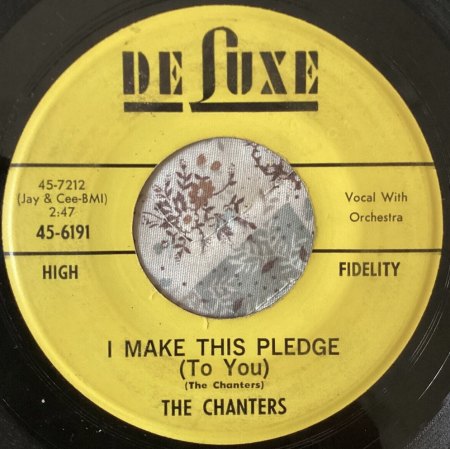 DE LUXE
45-7212
(Jay & Cee-BMI)
2:47
45-6191
Vocal With
Orchestra
HIGH FIDELITY
I MAKE THIS PLEDGE
(To You)
(The Chanters)
THE CHANTERS